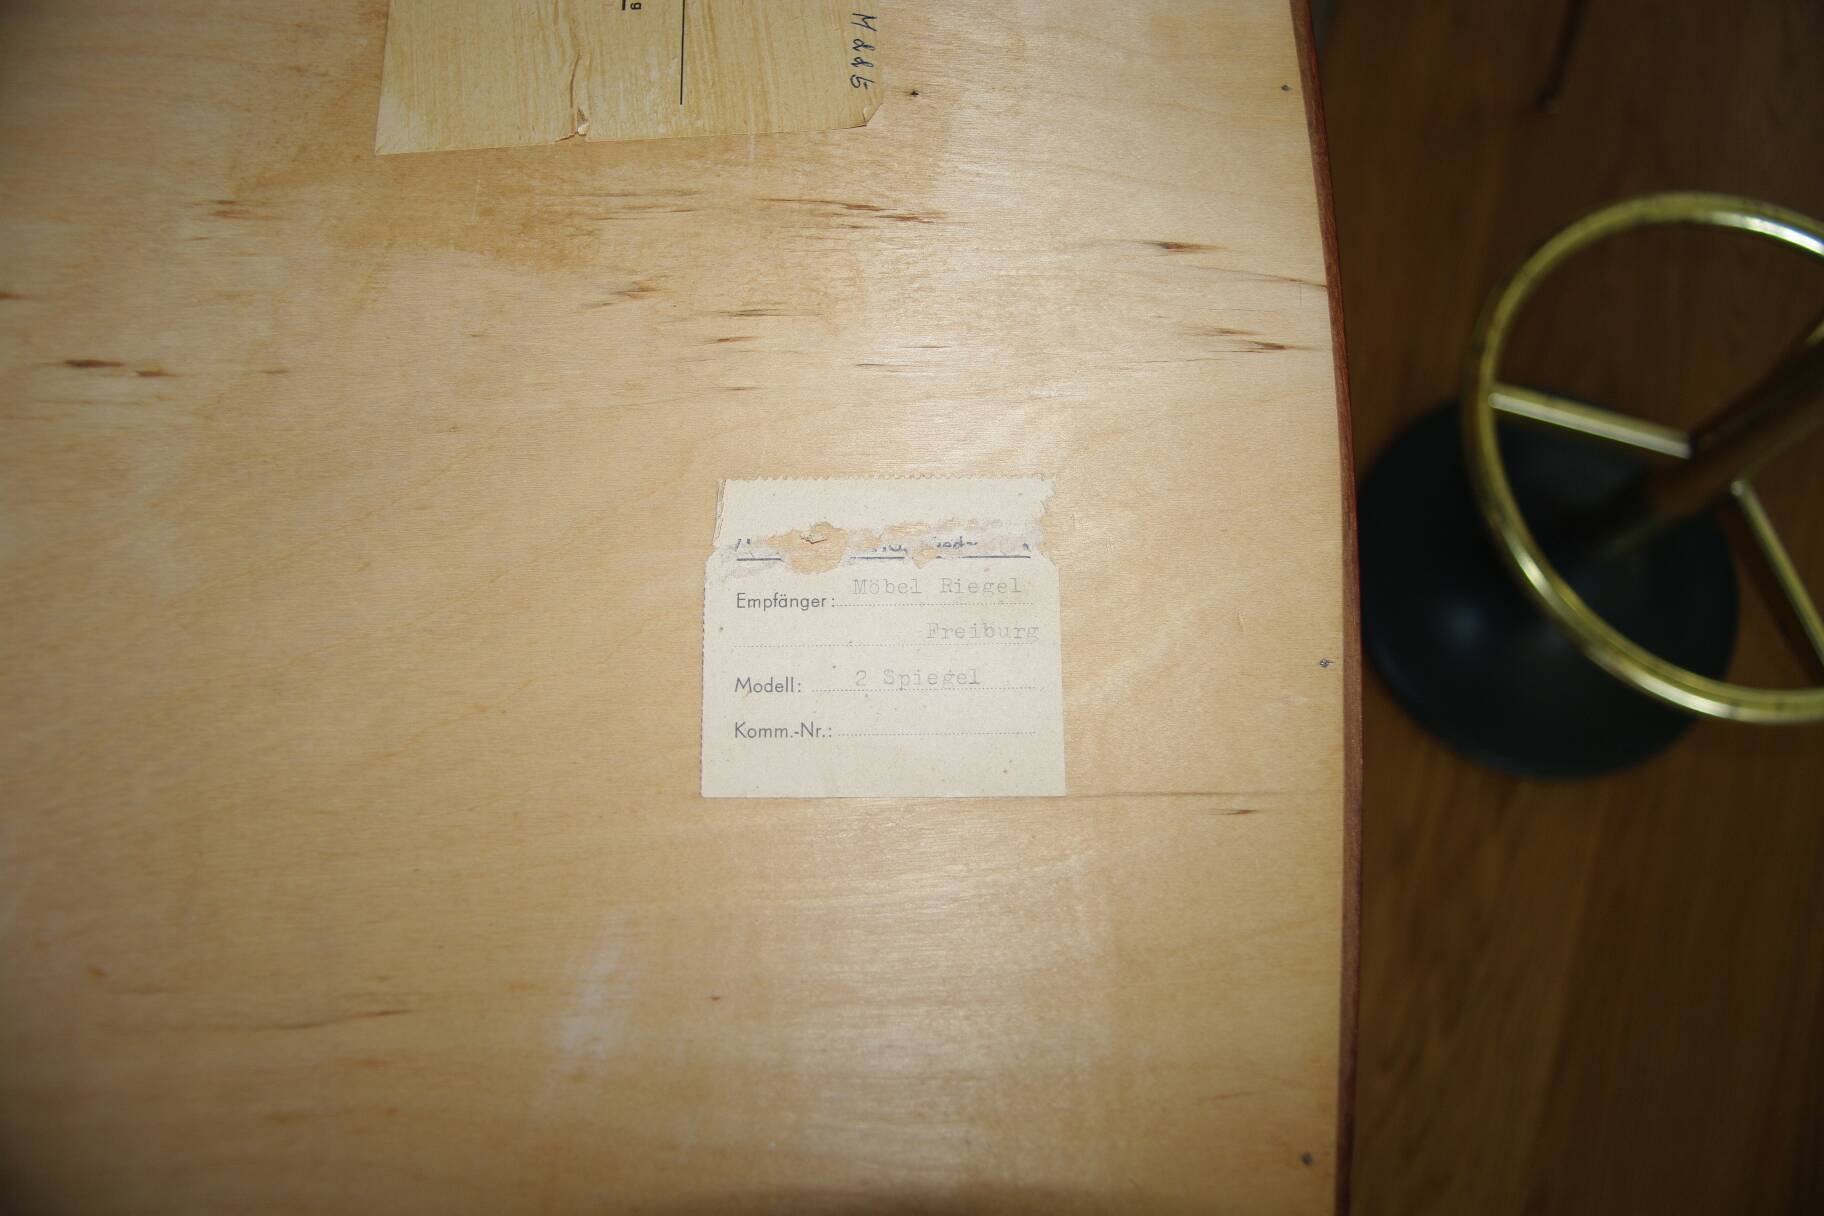 Empfänger: Möbel Riegel
Freiburg
Modell: 2 Spiegel
Komm.-Nr.: